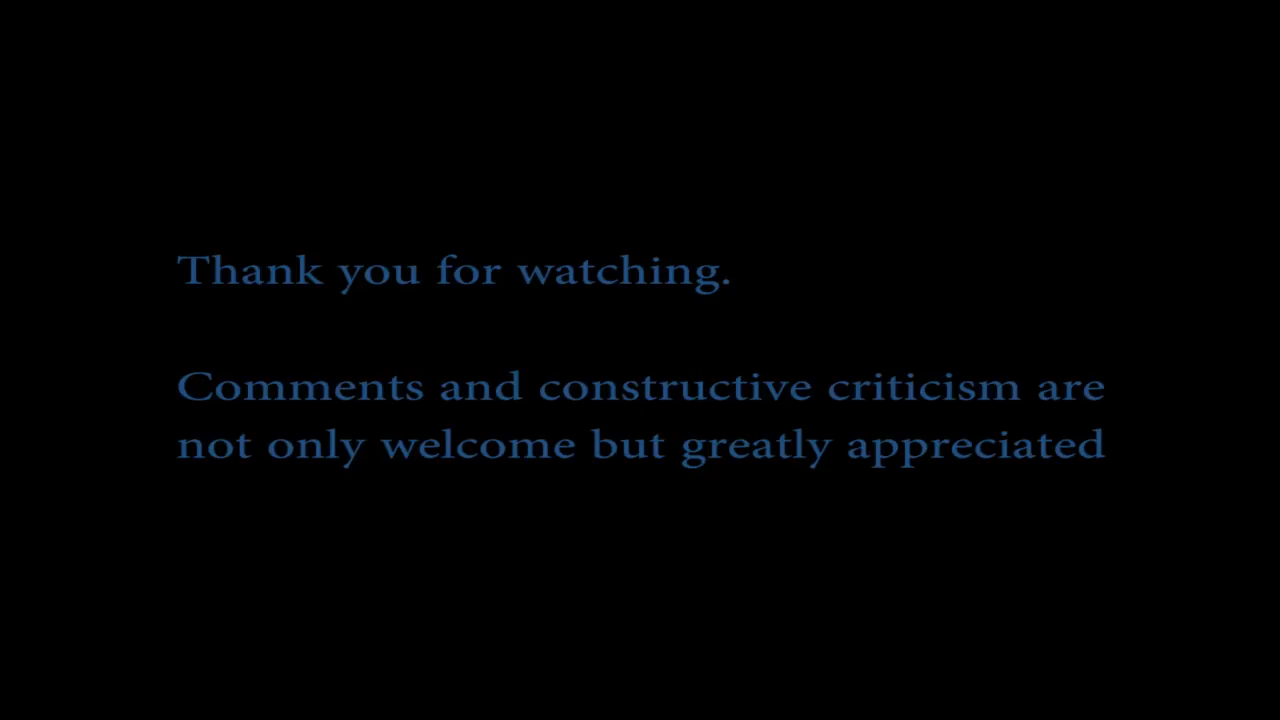 Thank you for watching.
Comments and constructive criticism are
not only welcome but greatly appreciated